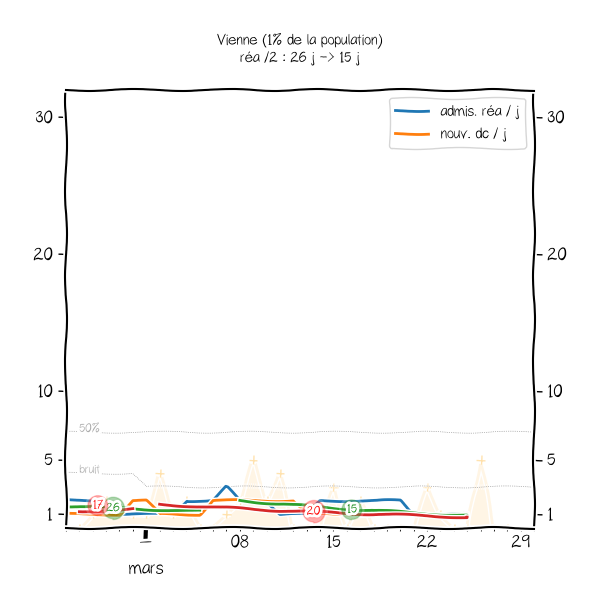 Vienne (1% de la population)
réa /2 : 26 j -> 15 j
admis. réa / j
nouv. dc / j
30 30
20 20
10 10
50%
5 5
bruit
17 26 20 15
1 1
1 08 15 22 29
mars